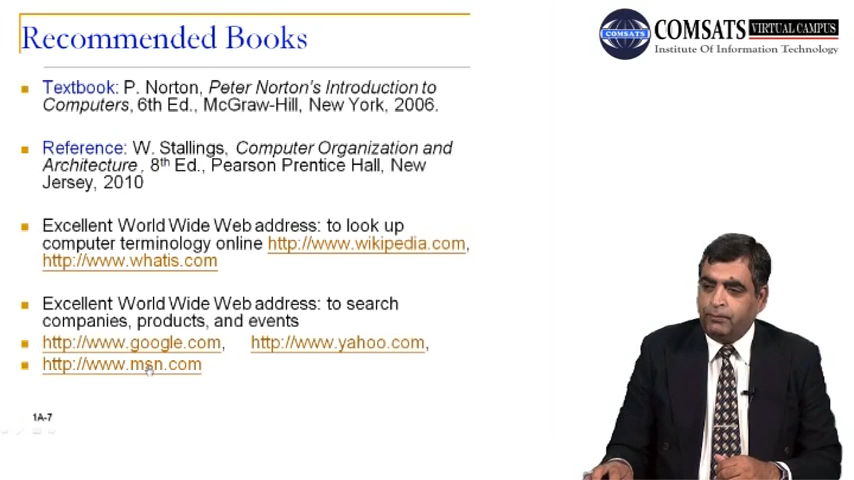 Recommended Books
COMSATS
COMSATS VIRTUAL CAMPUS
Institute Of Information Technology
Textbook: P. Norton, Peter Norton's Introduction to
Computers, 6th Ed., McGraw-Hill, New York, 2006.
Reference: W. Stallings, Computer Organization and
Architecture , 8th Ed., Pearson Prentice Hall, New
Jersey, 2010
Excellent World Wide Web address: to look up
computer terminology online http://www.wikipedia.com,
http://www.whatis.com
Excellent World Wide Web address: to search
companies, products, and events
http://www.google.com, http://www.yahoo.com,
http://www.msn.com
1A-7